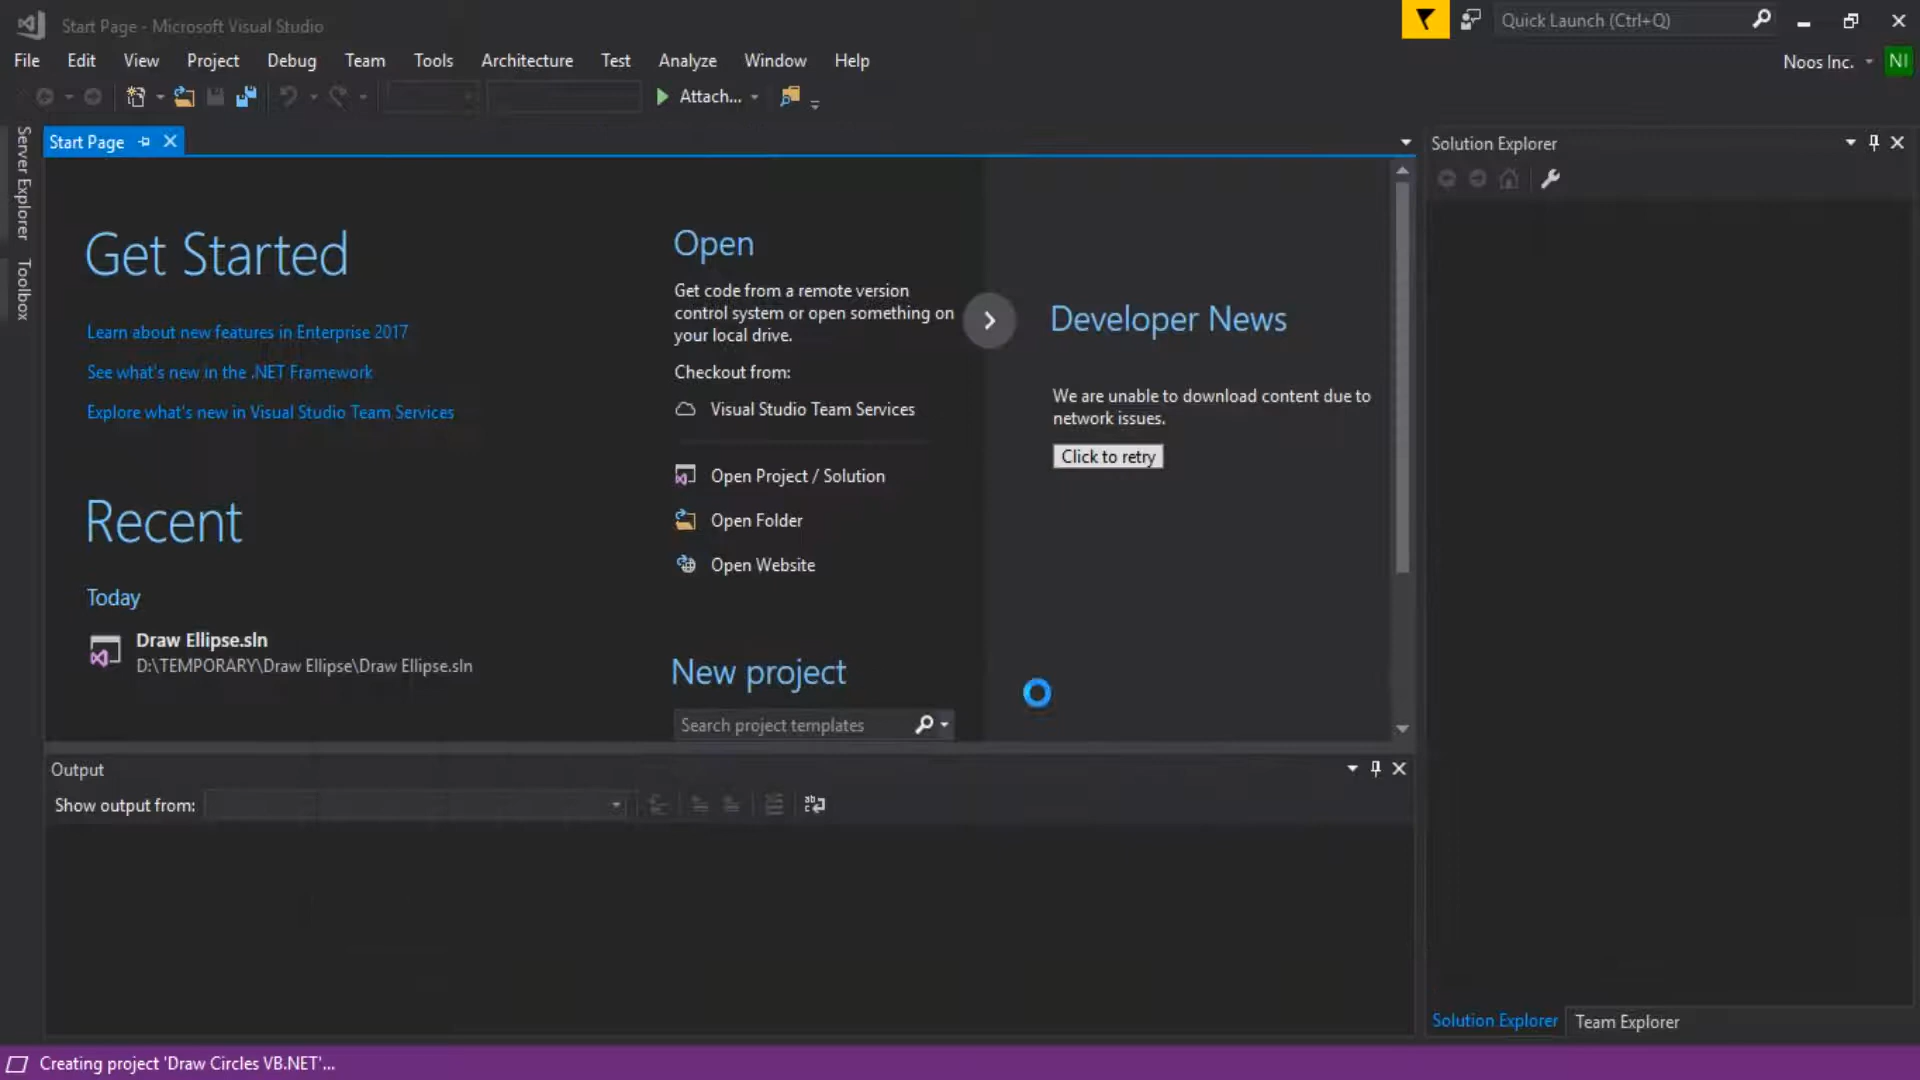 Start Page - Microsoft Visual Studio
Quick Launch (Ctrl+Q)
File Edit View Project Debug Team Tools Architecture Test Analyze Window Help
Noos Inc.
NI
Attach...
Server Explorer
Toolbox
Start Page
Solution Explorer
Get Started
Learn about new features in Enterprise 2017
See what's new in the .NET Framework
Explore what's new in Visual Studio Team Services
Recent
Today
Draw Ellipse.sln
D:\TEMPORARY\Draw Ellipse\Draw Ellipse.sln
Open
Get code from a remote version
control system or open something on
your local drive.
Checkout from:
Visual Studio Team Services
Open Project / Solution
Open Folder
Open Website
New project
Search project templates
Developer News
We are unable to download content due to
network issues.
Click to retry
Output
Show output from:
Solution Explorer
Team Explorer
Creating project 'Draw Circles VB.NET'...